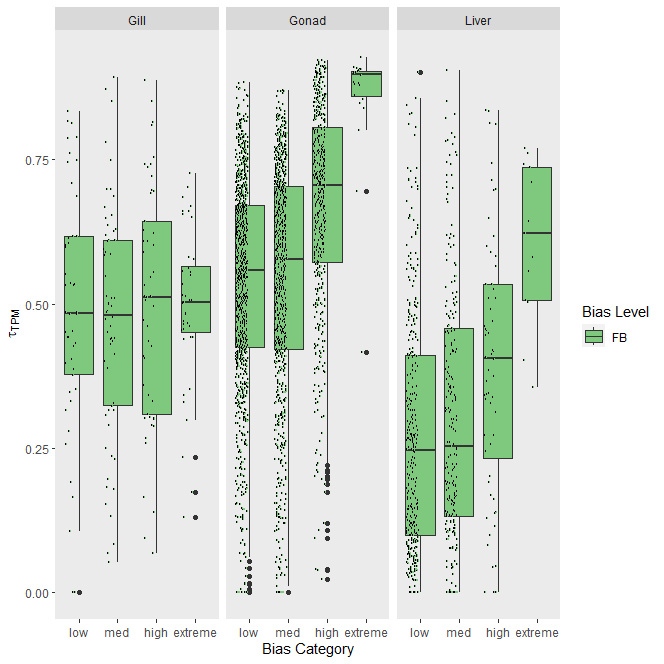 Gill Gonad Liver
0.75
0.50
0.25
0.00
τTPM
low med high extreme low med high extreme low med high extreme
Bias Category
Bias Level
FB